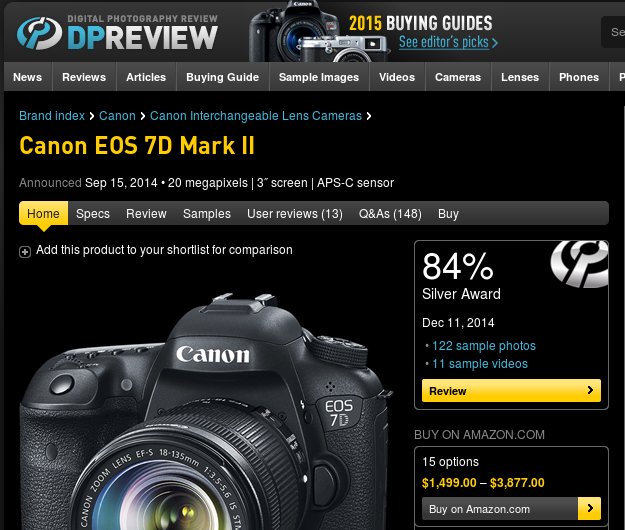 DIGITAL PHOTOGRAPHY REVIEW
DPREVIEW
Canon
2015 BUYING GUIDES
See editor's picks
News Reviews Articles Buying Guide Sample Images Videos Cameras Lenses Phones
Brand index Canon Canon Interchangeable Lens Cameras
Canon EOS 7D Mark II
Announced Sep 15, 2014 • 20 megapixels | 3″ screen | APS-C sensor
Home Specs Review Samples User reviews (13) Q&As (148) Buy
Add this product to your shortlist for comparison
84%
Silver Award
Dec 11, 2014
• 122 sample photos
• 11 sample videos
Review
Canon
EOS
7D
CANON ZOOM LENS EF-S 18-135mm 1:3.5-5.6 IS STM
BUY ON AMAZON.COM
15 options
$1,499.00 – $3,877.00
Buy on Amazon.com